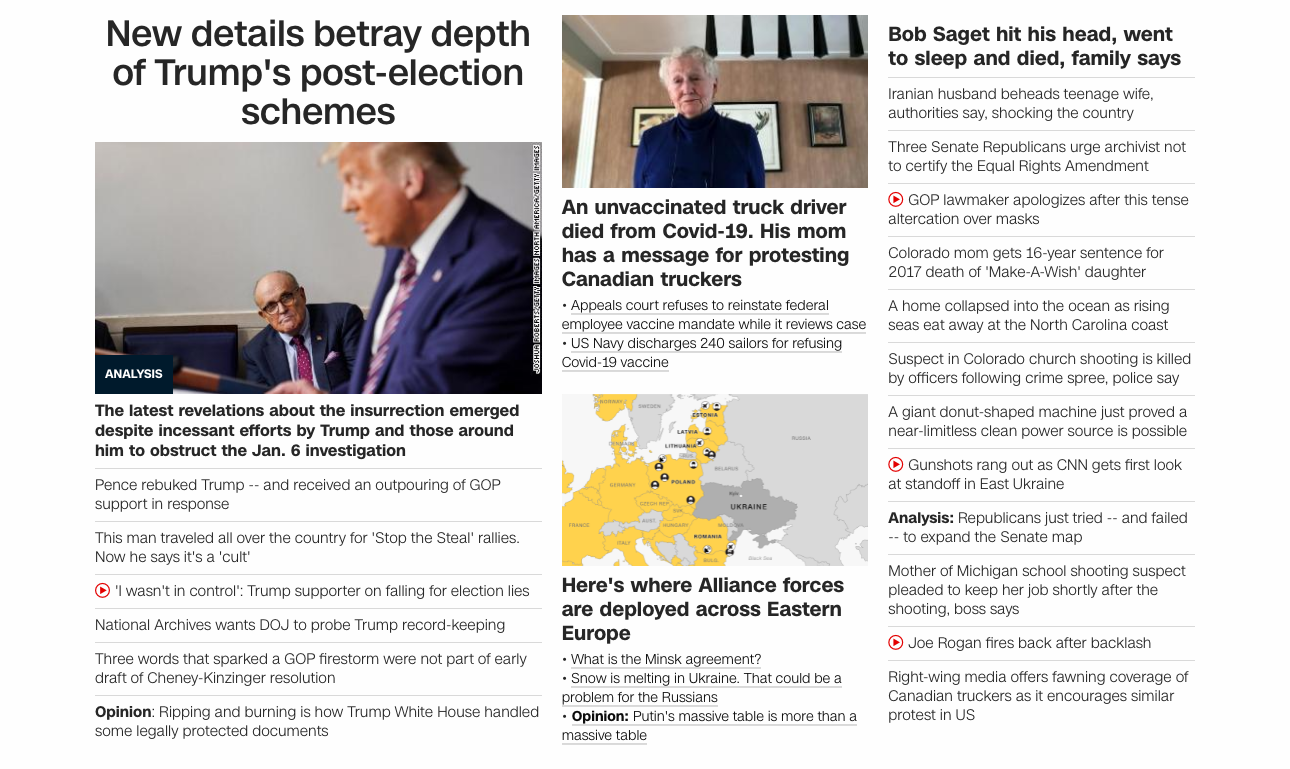 New details betray depth
of Trump's post-election
schemes
JOSHUA ROBERTS/GETTY IMAGES NORTH AMERICA/GETTY IMAGES
ANALYSIS
The latest revelations about the insurrection emerged
despite incessant efforts by Trump and those around
him to obstruct the Jan. 6 investigation
Pence rebuked Trump -- and received an outpouring of GOP
support in response
This man traveled all over the country for 'Stop the Steal' rallies.
Now he says it's a 'cult'
'I wasn't in control': Trump supporter on falling for election lies
National Archives wants DOJ to probe Trump record-keeping
Three words that sparked a GOP firestorm were not part of early
draft of Cheney-Kinzinger resolution
Opinion: Ripping and burning is how Trump White House handled
some legally protected documents
An unvaccinated truck driver
died from Covid-19. His mom
has a message for protesting
Canadian truckers
• Appeals court refuses to reinstate federal
employee vaccine mandate while it reviews case
• US Navy discharges 240 sailors for refusing
Covid-19 vaccine
NORWAY
SWEDEN
ESTONIA
RUSSIA
LATVIA
DENMARK
LITHUANIA
BELARUS
GERMANY
POLAND
Kyiv
CZECH REP.
UKRAINE
SVK
FRANCE
AUST.
HUNGARY
MOLDOVA
ROMANIA
ITALY
BULG.
Black Sea
Here's where Alliance forces
are deployed across Eastern
Europe
• What is the Minsk agreement?
• Snow is melting in Ukraine. That could be a
problem for the Russians
• Opinion: Putin's massive table is more than a
massive table
Bob Saget hit his head, went
to sleep and died, family says
Iranian husband beheads teenage wife,
authorities say, shocking the country
Three Senate Republicans urge archivist not
to certify the Equal Rights Amendment
GOP lawmaker apologizes after this tense
altercation over masks
Colorado mom gets 16-year sentence for
2017 death of 'Make-A-Wish' daughter
A home collapsed into the ocean as rising
seas eat away at the North Carolina coast
Suspect in Colorado church shooting is killed
by officers following crime spree, police say
A giant donut-shaped machine just proved a
near-limitless clean power source is possible
Gunshots rang out as CNN gets first look
at standoff in East Ukraine
Analysis: Republicans just tried -- and failed
-- to expand the Senate map
Mother of Michigan school shooting suspect
pleaded to keep her job shortly after the
shooting, boss says
Joe Rogan fires back after backlash
Right-wing media offers fawning coverage of
Canadian truckers as it encourages similar
protest in US